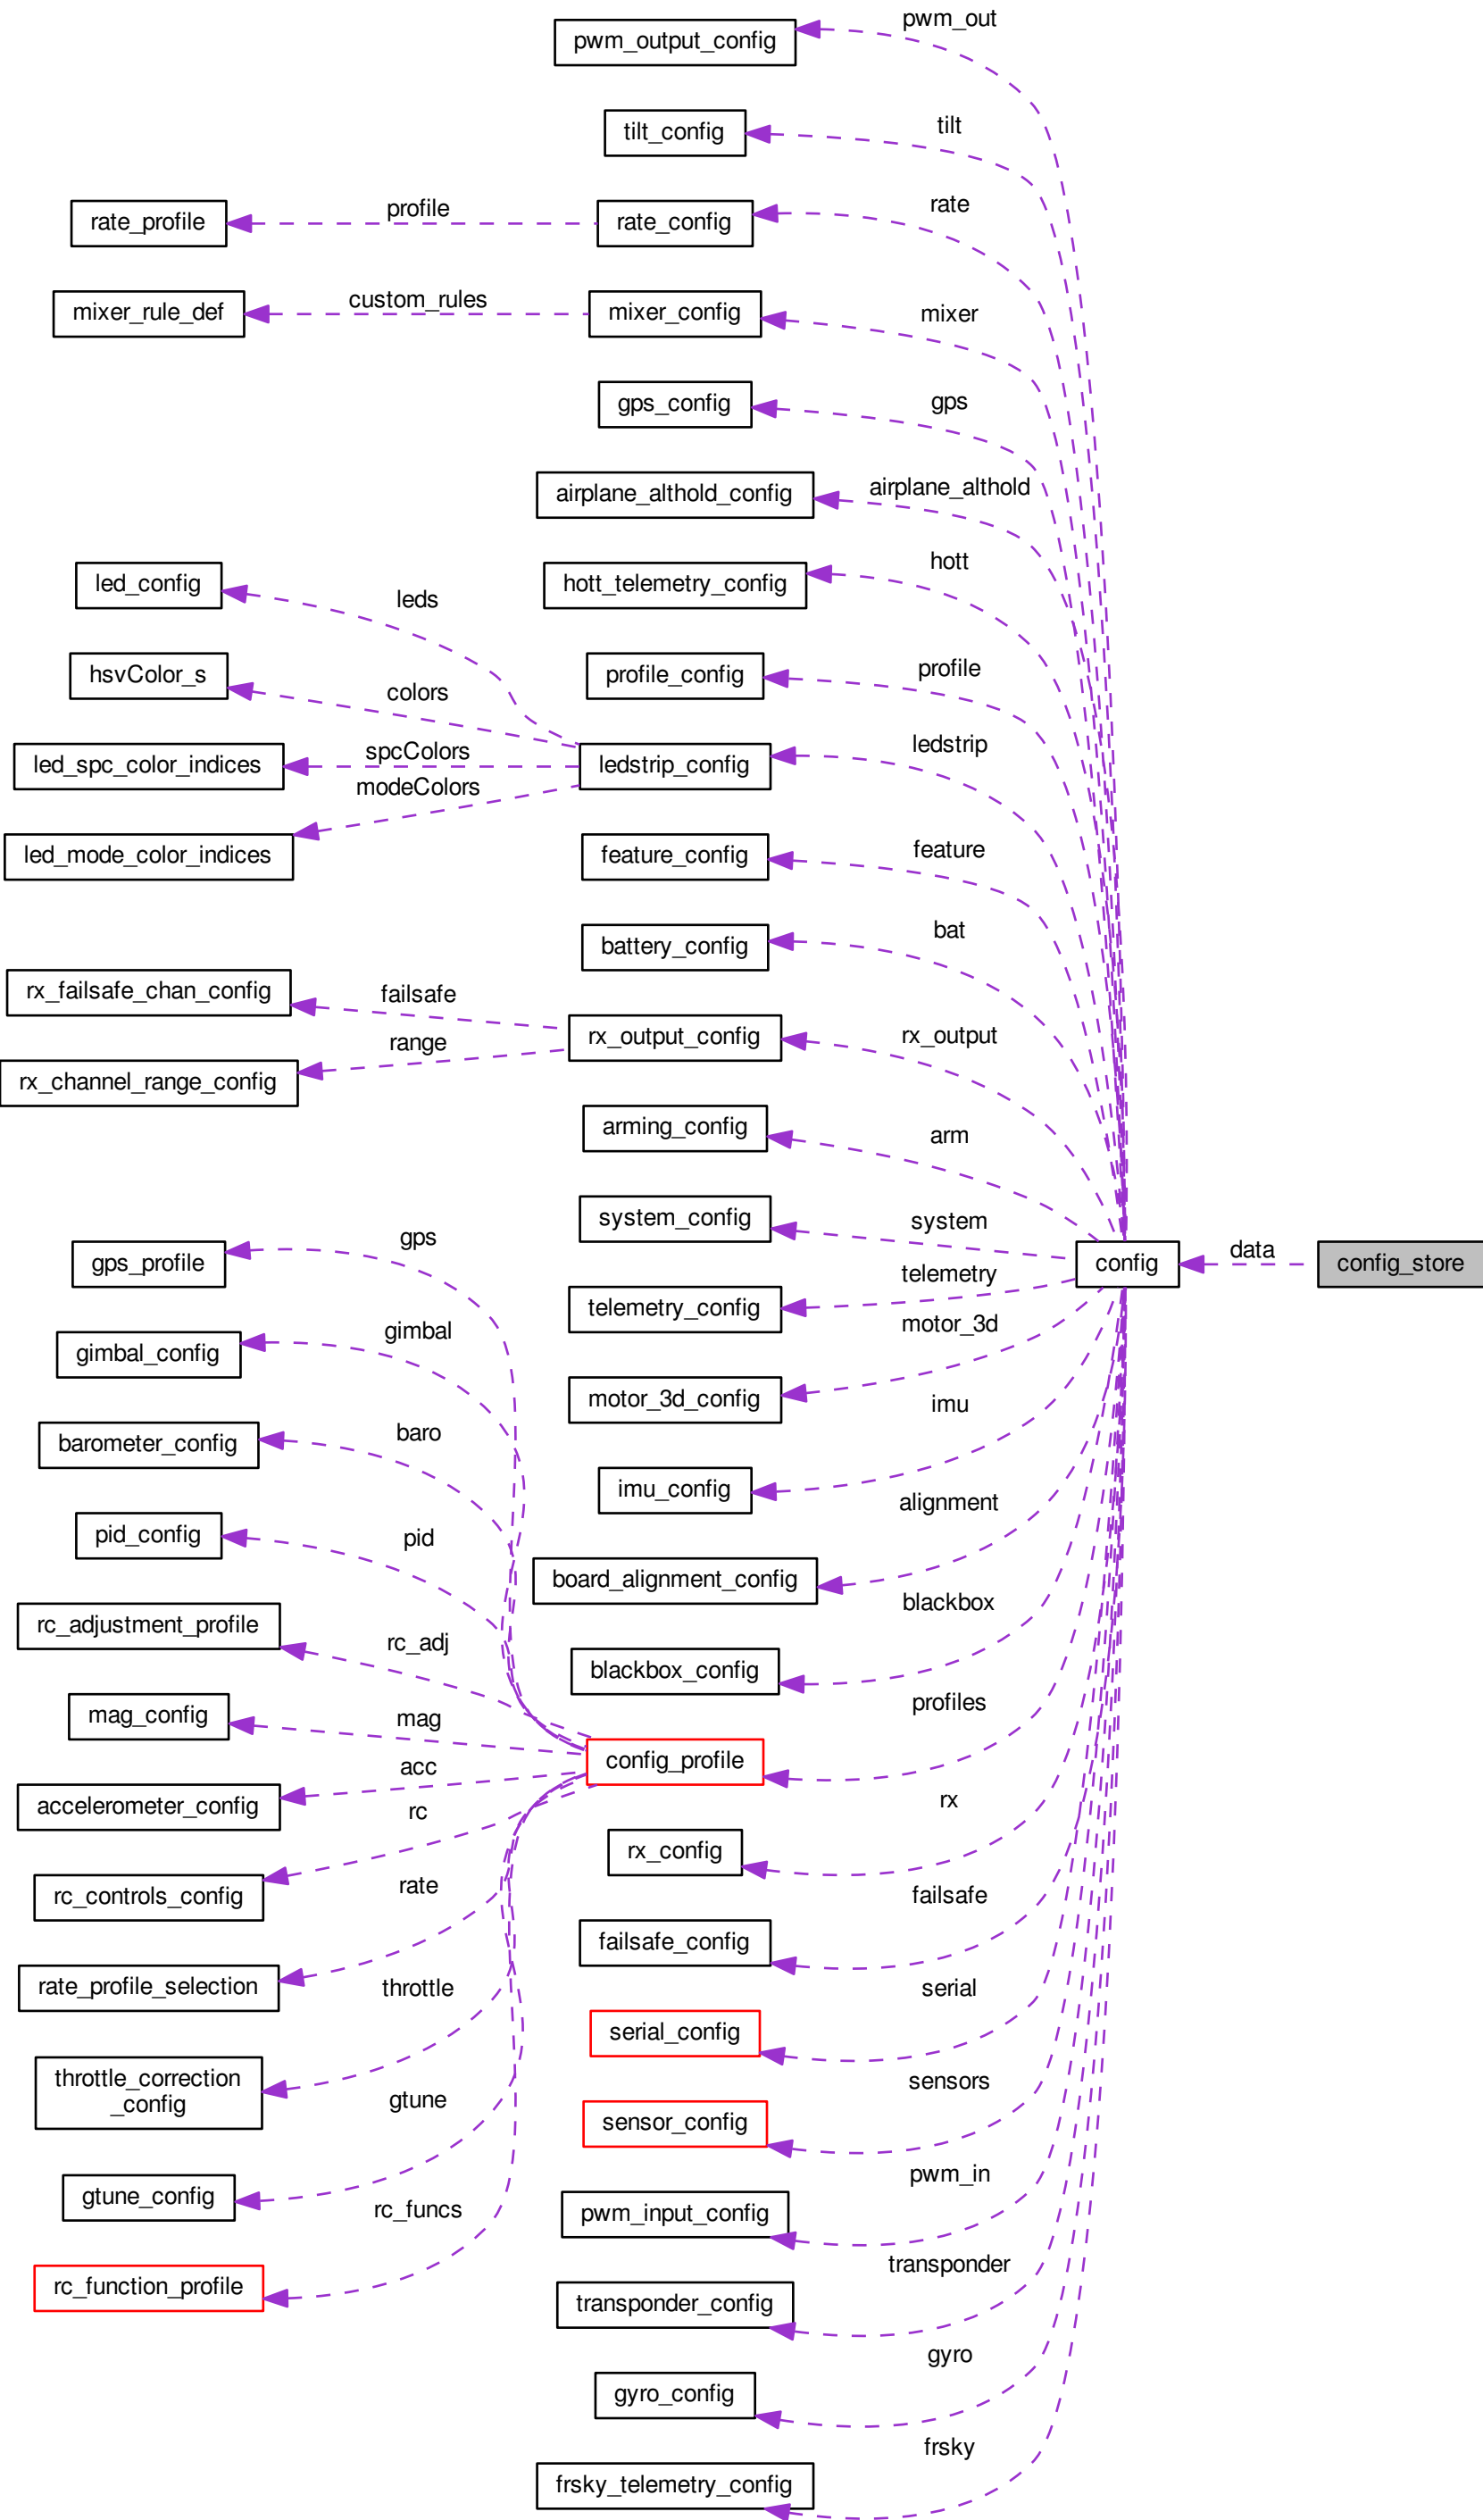 pwm_out
pwm_output_config
tilt
tilt_config
rate
profile
rate_profile
rate_config
custom_rules
mixer
mixer_rule_def
mixer_config
gps
gps_config
airplane_althold
airplane_althold_config
hott
led_config
leds
hott_telemetry_config
hsvColor_s
colors
profile
profile_config
ledstrip
led_spc_color_indices
spcColors
ledstrip_config
modeColors
led_mode_color_indices
feature
feature_config
bat
battery_config
rx_failsafe_chan_config
failsafe
rx_output
rx_output_config
range
rx_channel_range_config
arm
arming_config
system
system_config
gps
gps_profile
config
data
config_store
telemetry
telemetry_config
motor_3d
gimbal
gimbal_config
motor_3d_config
imu
baro
barometer_config
imu_config
alignment
pid_config
pid
board_alignment_config
blackbox
rc_adjustment_profile
rc_adj
blackbox_config
mag_config
mag
profiles
config_profile
acc
accelerometer_config
rc
rx
rx_config
rc_controls_config
rate
failsafe
failsafe_config
rate_profile_selection
throttle
serial
serial_config
throttle_correction
_config
gtune
sensors
sensor_config
gtune_config
rc_funcs
pwm_in
pwm_input_config
rc_function_profile
transponder
transponder_config
gyro
gyro_config
frsky
frsky_telemetry_config